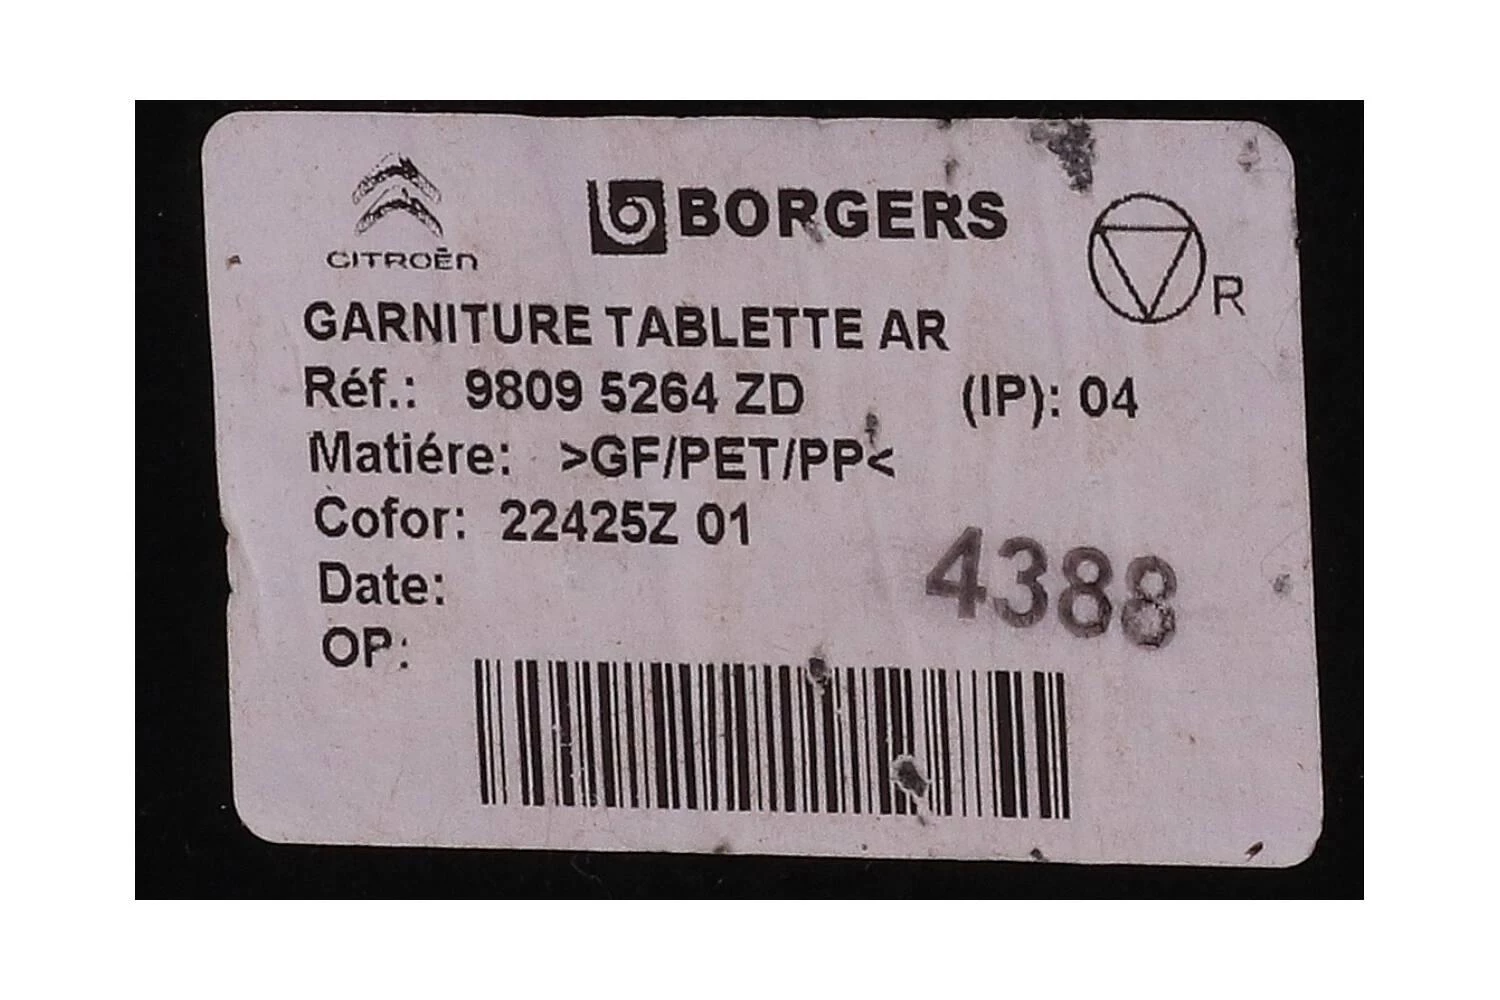 CITROËN
BORGERS
R
GARNITURE TABLETTE AR
Réf.: 9809 5264 ZD (IP): 04
Matiére: >GF/PET/PP<
Cofor: 22425Z 01
4388
Date:
OP: